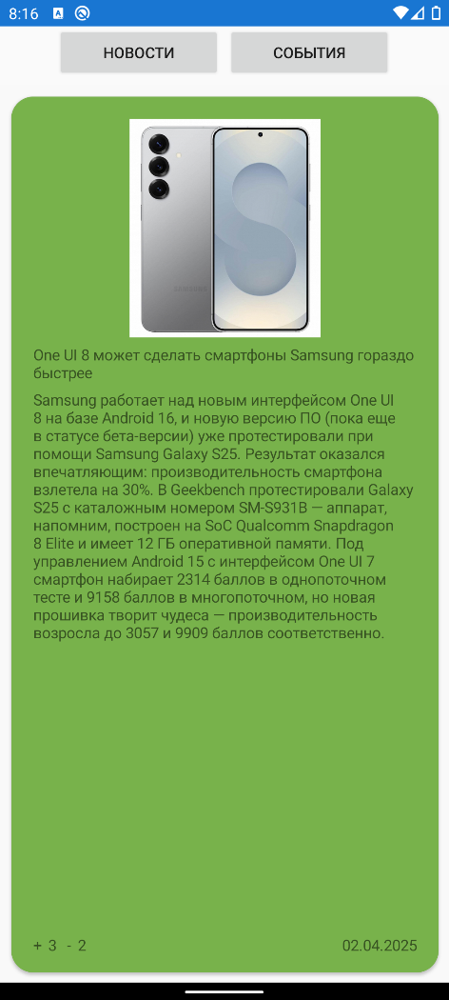 8:16
НОВОСТИ
СОБЫТИЯ
SAMSUNG
One UI 8 может сделать смартфоны Samsung гораздо
быстрее
Samsung работает над новым интерфейсом One UI
8 на базе Android 16, и новую версию ПО (пока еще
в статусе бета-версии) уже протестировали при
помощи Samsung Galaxy S25. Результат оказался
впечатляющим: производительность смартфона
взлетела на 30%. В Geekbench протестировали Galaxy
S25 с каталожным номером SM-S931B — аппарат,
напомним, построен на SoC Qualcomm Snapdragon
8 Elite и имеет 12 ГБ оперативной памяти. Под
управлением Android 15 с интерфейсом One UI 7
смартфон набирает 2314 баллов в однопоточном
тесте и 9158 баллов в многопоточном, но новая
прошивка творит чудеса — производительность
возросла до 3057 и 9909 баллов соответственно.
+ 3 - 2
02.04.2025